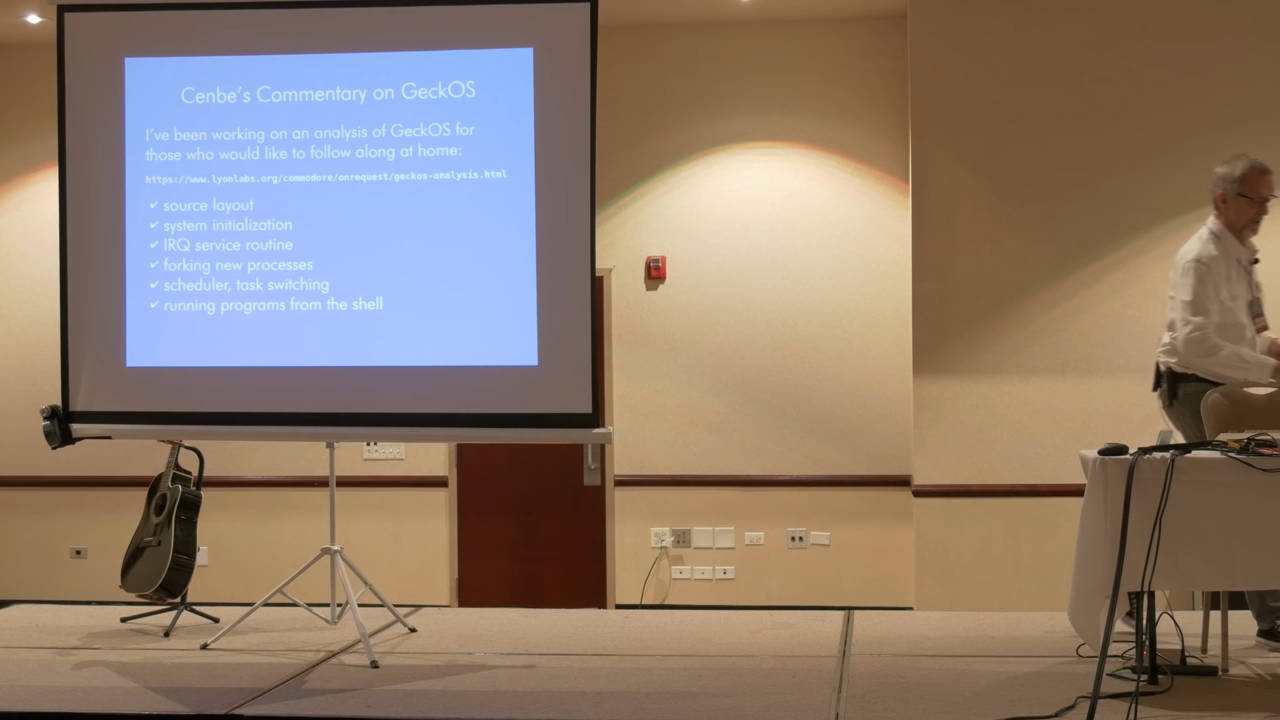 Cenbe's Commentary on GeckOS
I've been working on an analysis of GeckOS for
those who would like to follow along at home:
https://www.lyonlabs.org/commodore/onrequest/geckos-analysis.html
✓ source layout
✓ system initialization
✓ IRQ service routine
✓ forking new processes
✓ scheduler, task switching
✓ running programs from the shell